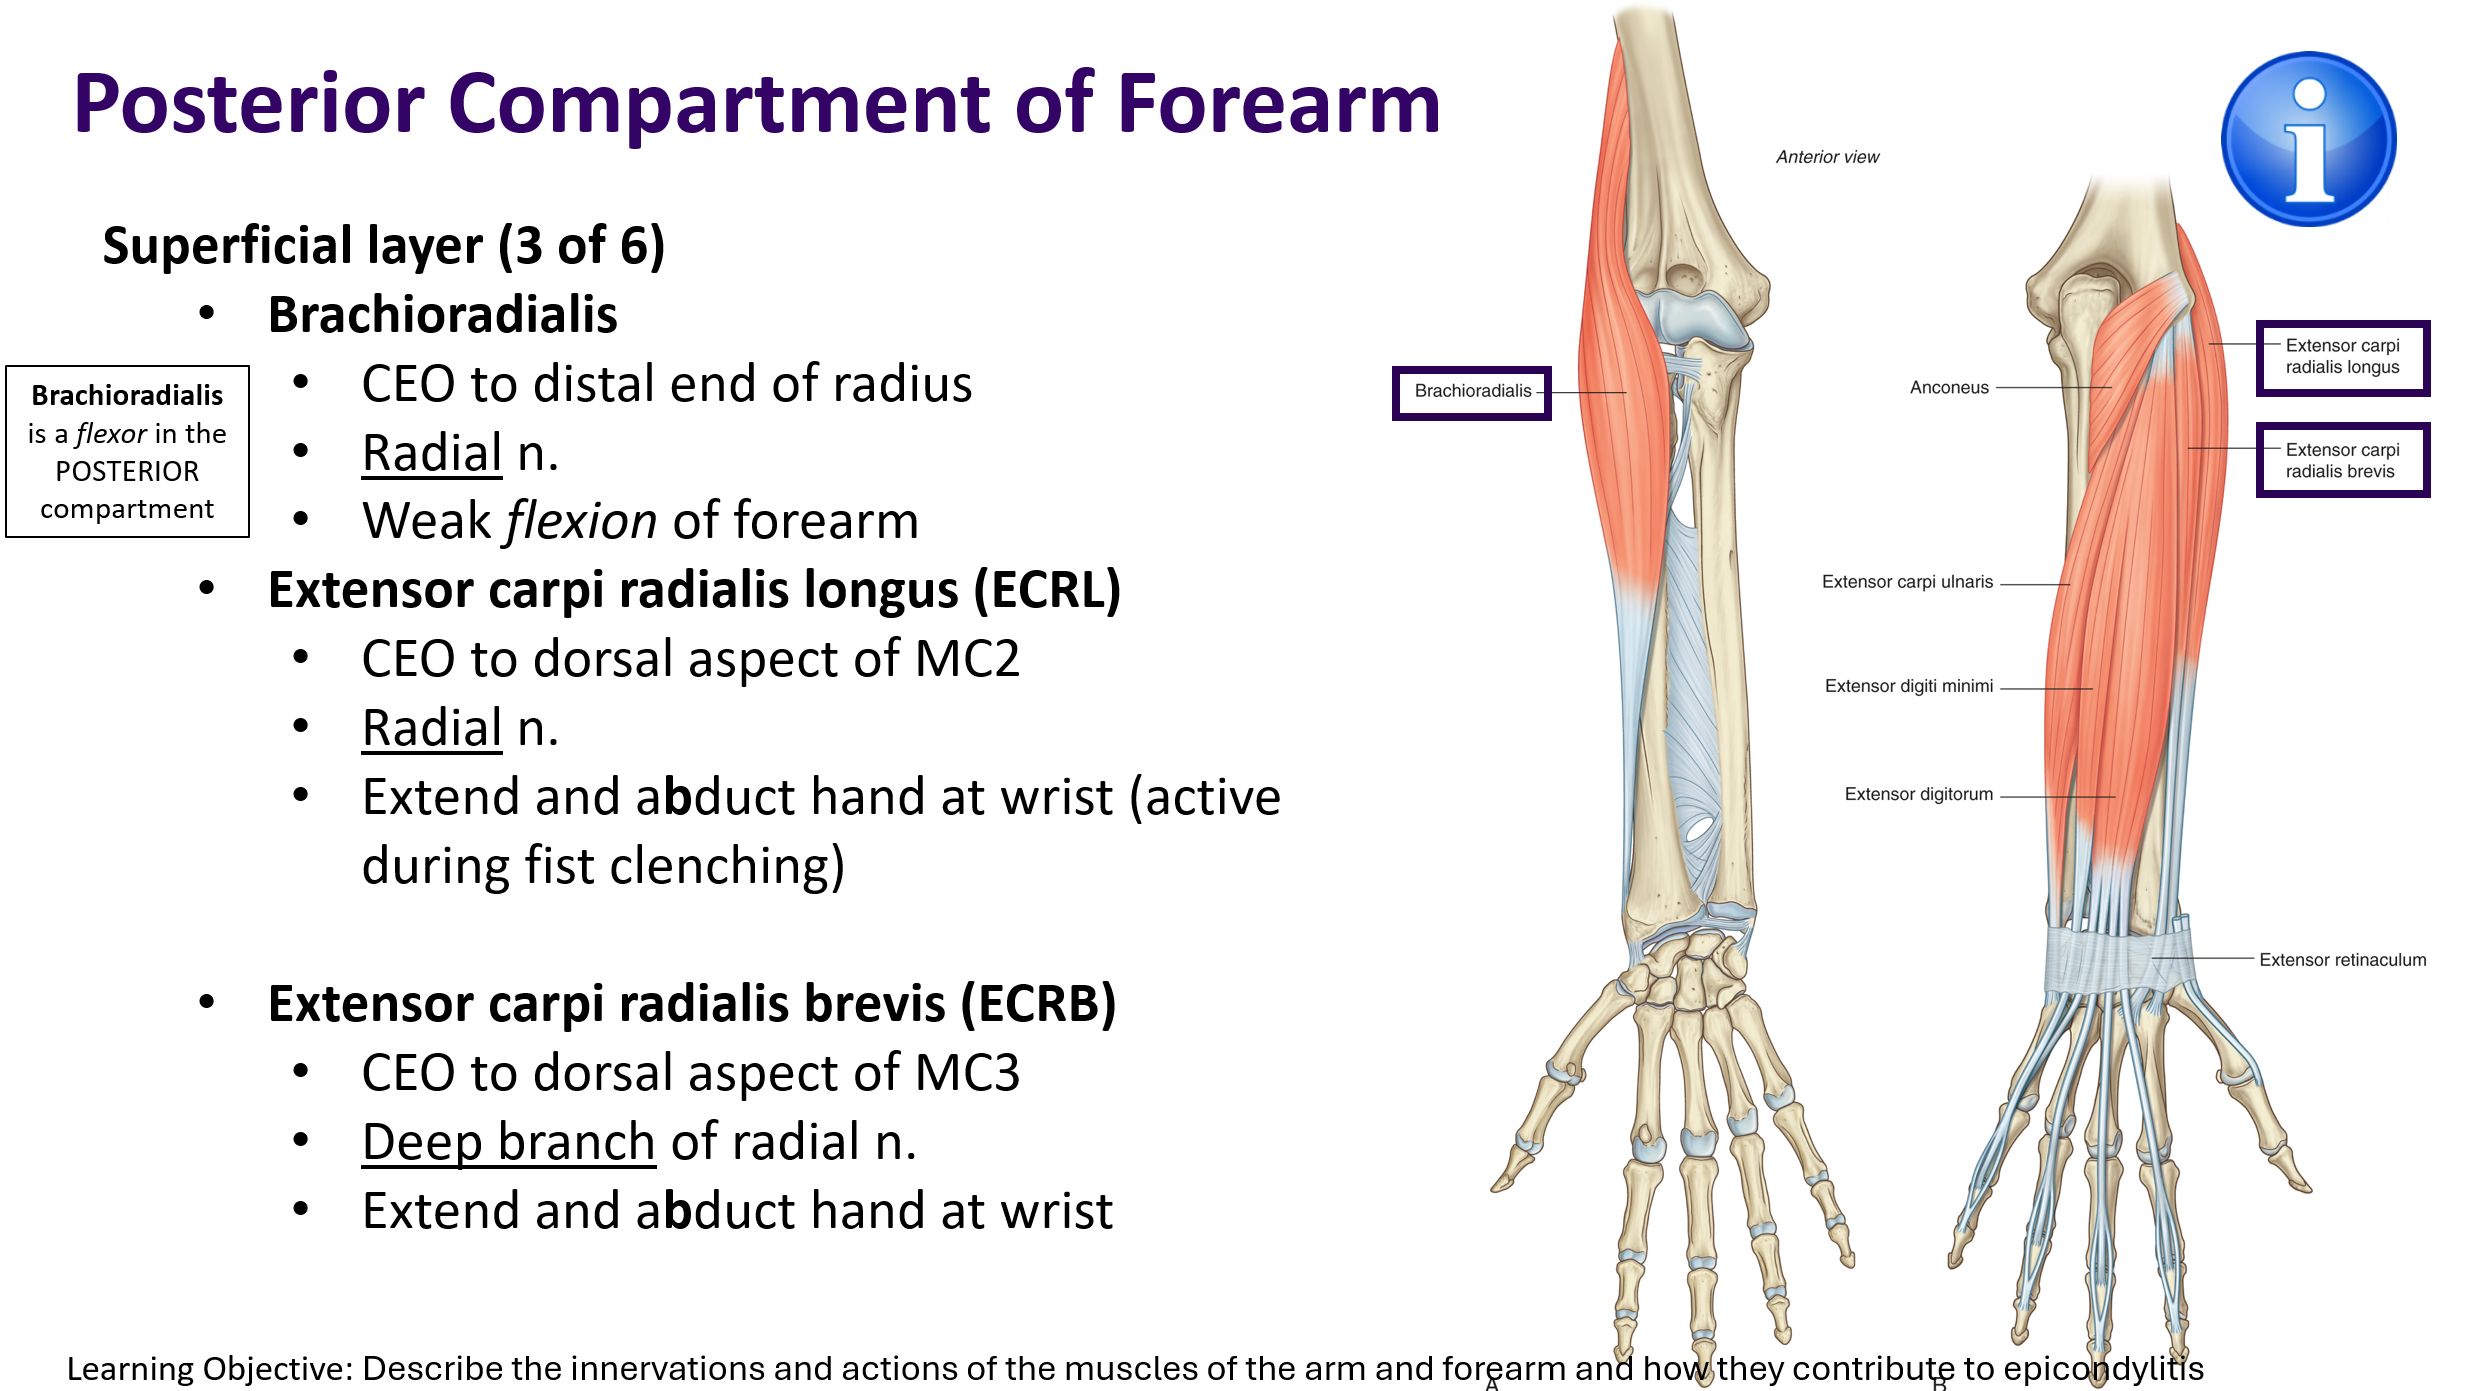 Posterior Compartment of Forearm
Superficial layer (3 of 6)
• Brachioradialis
• CEO to distal end of radius
• Radial n.
• Weak flexion of forearm
• Extensor carpi radialis longus (ECRL)
• CEO to dorsal aspect of MC2
• Radial n.
• Extend and abduct hand at wrist (active
during fist clenching)
• Extensor carpi radialis brevis (ECRB)
• CEO to dorsal aspect of MC3
• Deep branch of radial n.
• Extend and abduct hand at wrist
Brachioradialis
is a flexor in the
POSTERIOR
compartment
Anterior view
Brachioradialis
i
Extensor carpi
radialis longus
Anconeus
Extensor carpi
radialis brevis
Extensor carpi ulnaris
Extensor digiti minimi
Extensor digitorum
Extensor retinaculum
A
B
Learning Objective: Describe the innervations and actions of the muscles of the arm and forearm and how they contribute to epicondylitis